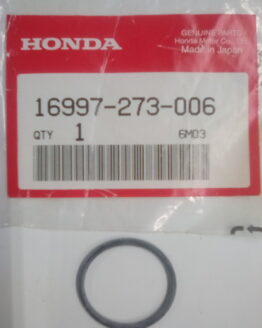 HONDA
GENUINE PARTS
Honda Motor Co., Ltd.
Made in Japan
16997-273-006
QTY 1 6M03